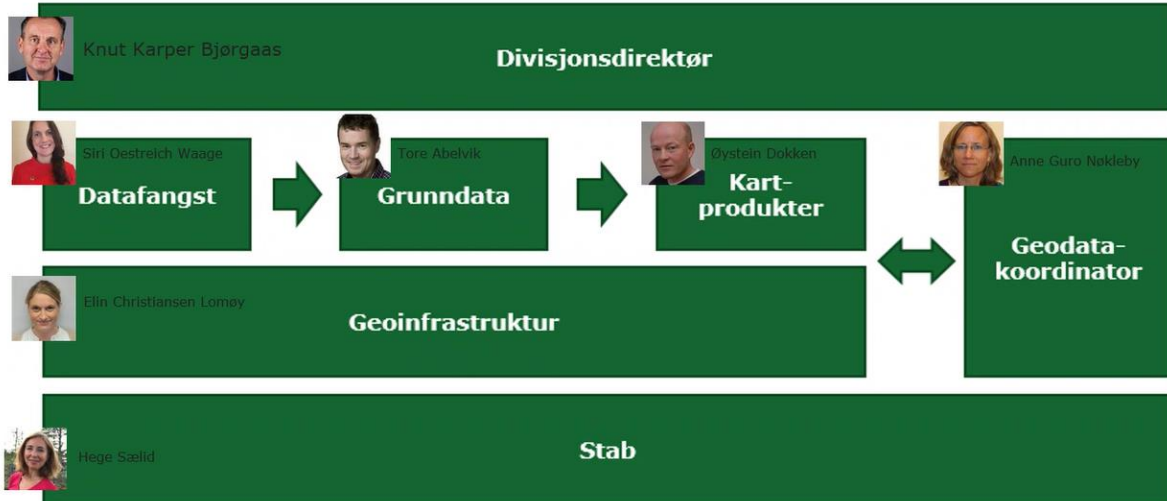 Knut Karper Bjørgaas
Divisjonsdirektør
Siri Oestreich Waage
Datafangst
Tore Abelvik
Grunndata
Øystein Dokken
Kart-
produkter
Anne Guro Nøkleby
Geodata-
koordinator
Elin Christiansen Lomøy
Geoinfrastruktur
Hege Sælid
Stab